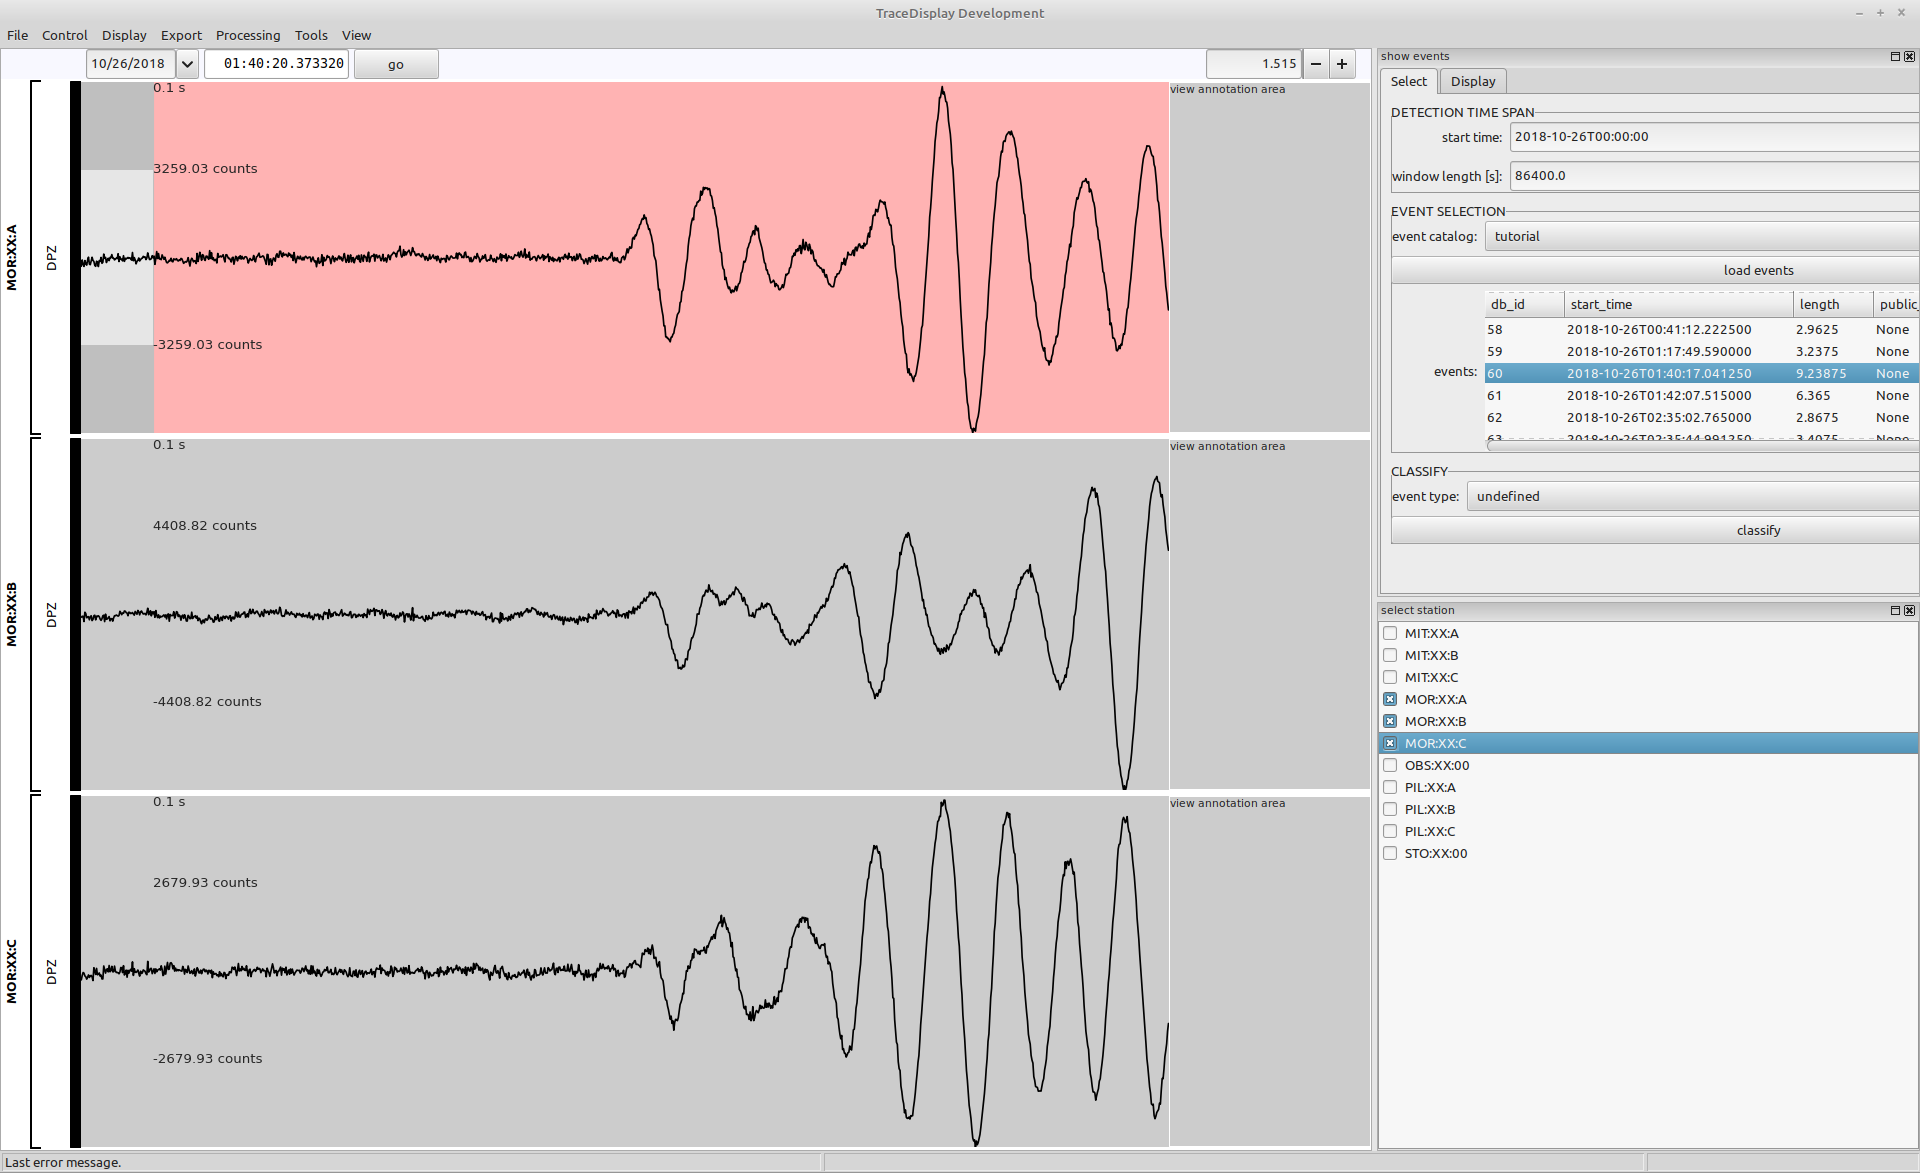 TraceDisplay Development
File Control Display Export Processing Tools View
10/26/2018 01:40:20.373320 go 1.515
MOR:XX:A
DPZ
0.1 s
3259.03 counts
-3259.03 counts
view annotation area
MOR:XX:B
DPZ
0.1 s
4408.82 counts
-4408.82 counts
view annotation area
MOR:XX:C
DPZ
0.1 s
2679.93 counts
-2679.93 counts
view annotation area
show events
Select Display
DETECTION TIME SPAN
start time: 2018-10-26T00:00:00
window length [s]: 86400.0
EVENT SELECTION
event catalog: tutorial
load events
events:
db_id start_time length public_
58 2018-10-26T00:41:12.222500 2.9625 None
59 2018-10-26T01:17:49.590000 3.2375 None
60 2018-10-26T01:40:17.041250 9.23875 None
61 2018-10-26T01:42:07.515000 6.365 None
62 2018-10-26T02:35:02.765000 2.8675 None
63 2018-10-26T02:35:44.991250 3.4075 None
CLASSIFY
event type: undefined
classify
select station
MIT:XX:A
MIT:XX:B
MIT:XX:C
MOR:XX:A
MOR:XX:B
MOR:XX:C
OBS:XX:00
PIL:XX:A
PIL:XX:B
PIL:XX:C
STO:XX:00
Last error message.